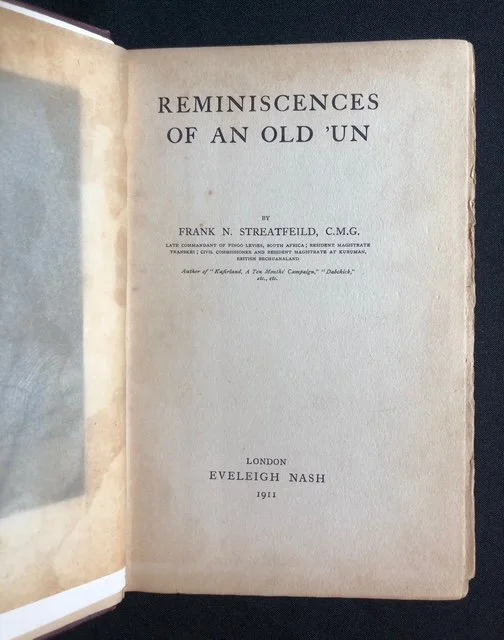 REMINISCENCES
OF AN OLD 'UN
BY
FRANK N. STREATFEILD, C.M.G.
LATE COMMANDANT OF FINGO LEVIES, SOUTH AFRICA; RESIDENT MAGISTRATE
TRANSKEI; CIVIL COMMISSIONER AND RESIDENT MAGISTRATE AT KURUMAN,
BRITISH BECHUANALAND
Author of "Kafirland, A Ten Months' Campaign," "Dabchick,"
etc., etc.
LONDON
EVELEIGH NASH
1911